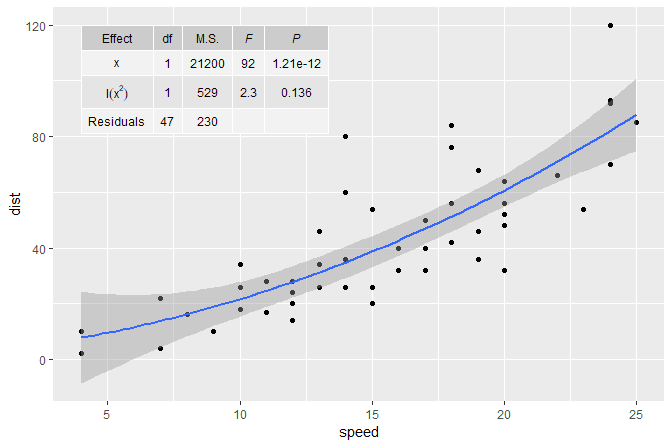 Effect df M.S. F P
x 1 21200 92 1.21e-12
I(x²) 1 529 2.3 0.136
Residuals 47 230
120
80
40
0
dist
5 10 15 20 25
speed